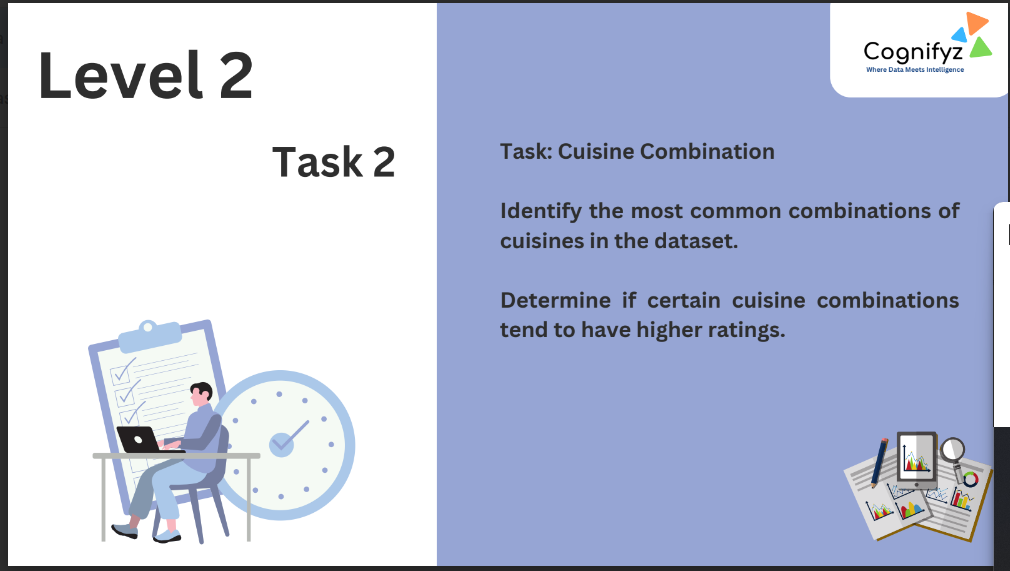 Level 2
Task 2
Cognifyz
Where Data Meets Intelligence
Task: Cuisine Combination
Identify the most common combinations of
cuisines in the dataset.
Determine if certain cuisine combinations
tend to have higher ratings.